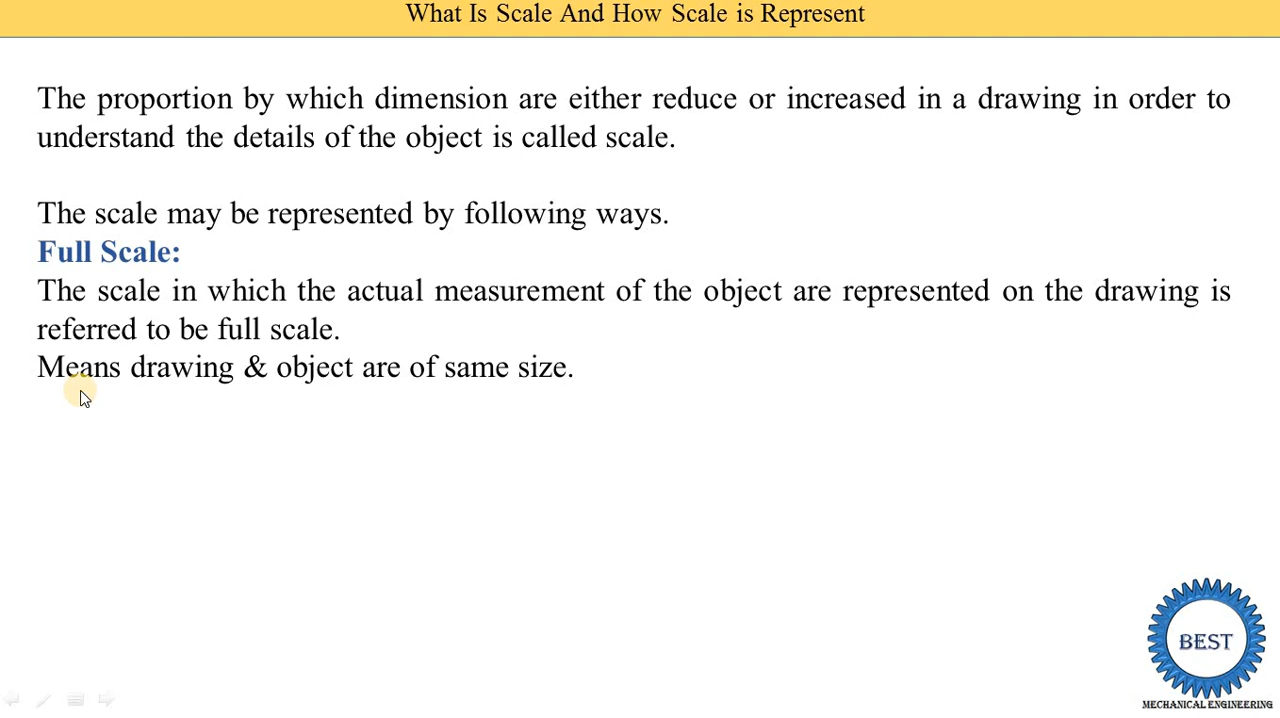 What Is Scale And How Scale is Represent
The proportion by which dimension are either reduce or increased in a drawing in order to
understand the details of the object is called scale.
The scale may be represented by following ways.
Full Scale:
The scale in which the actual measurement of the object are represented on the drawing is
referred to be full scale.
Means drawing & object are of same size.
BEST
MECHANICAL ENGINEERING